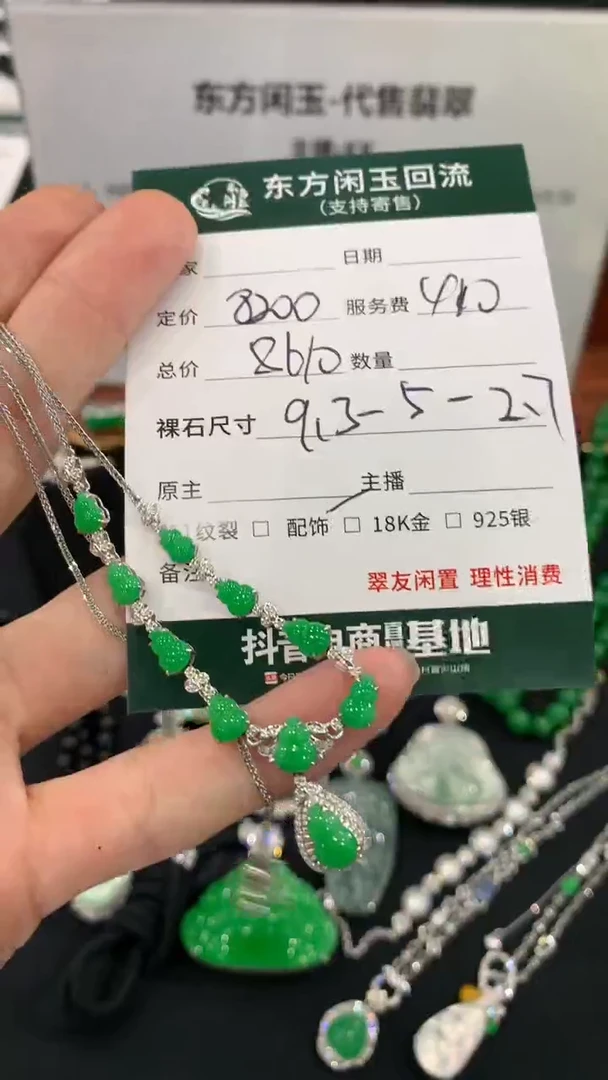 东方闲玉-代售翡翠
东方闲玉回流
(支持寄售)
家 日期
定价 8200 服务费 410
总价 8610 数量
裸石尺寸 9.3-5-2.7
原主 主播
纹裂 □ 配饰 □ 18K金 □ 925银
备注
翠友闲置 理性消费
抖音电商 基地